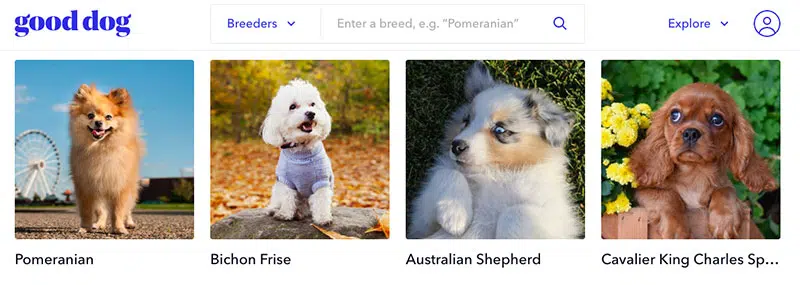 good dog
Breeders
Enter a breed, e.g. “Pomeranian”
Explore
Pomeranian
Bichon Frise
Australian Shepherd
Cavalier King Charles Sp...